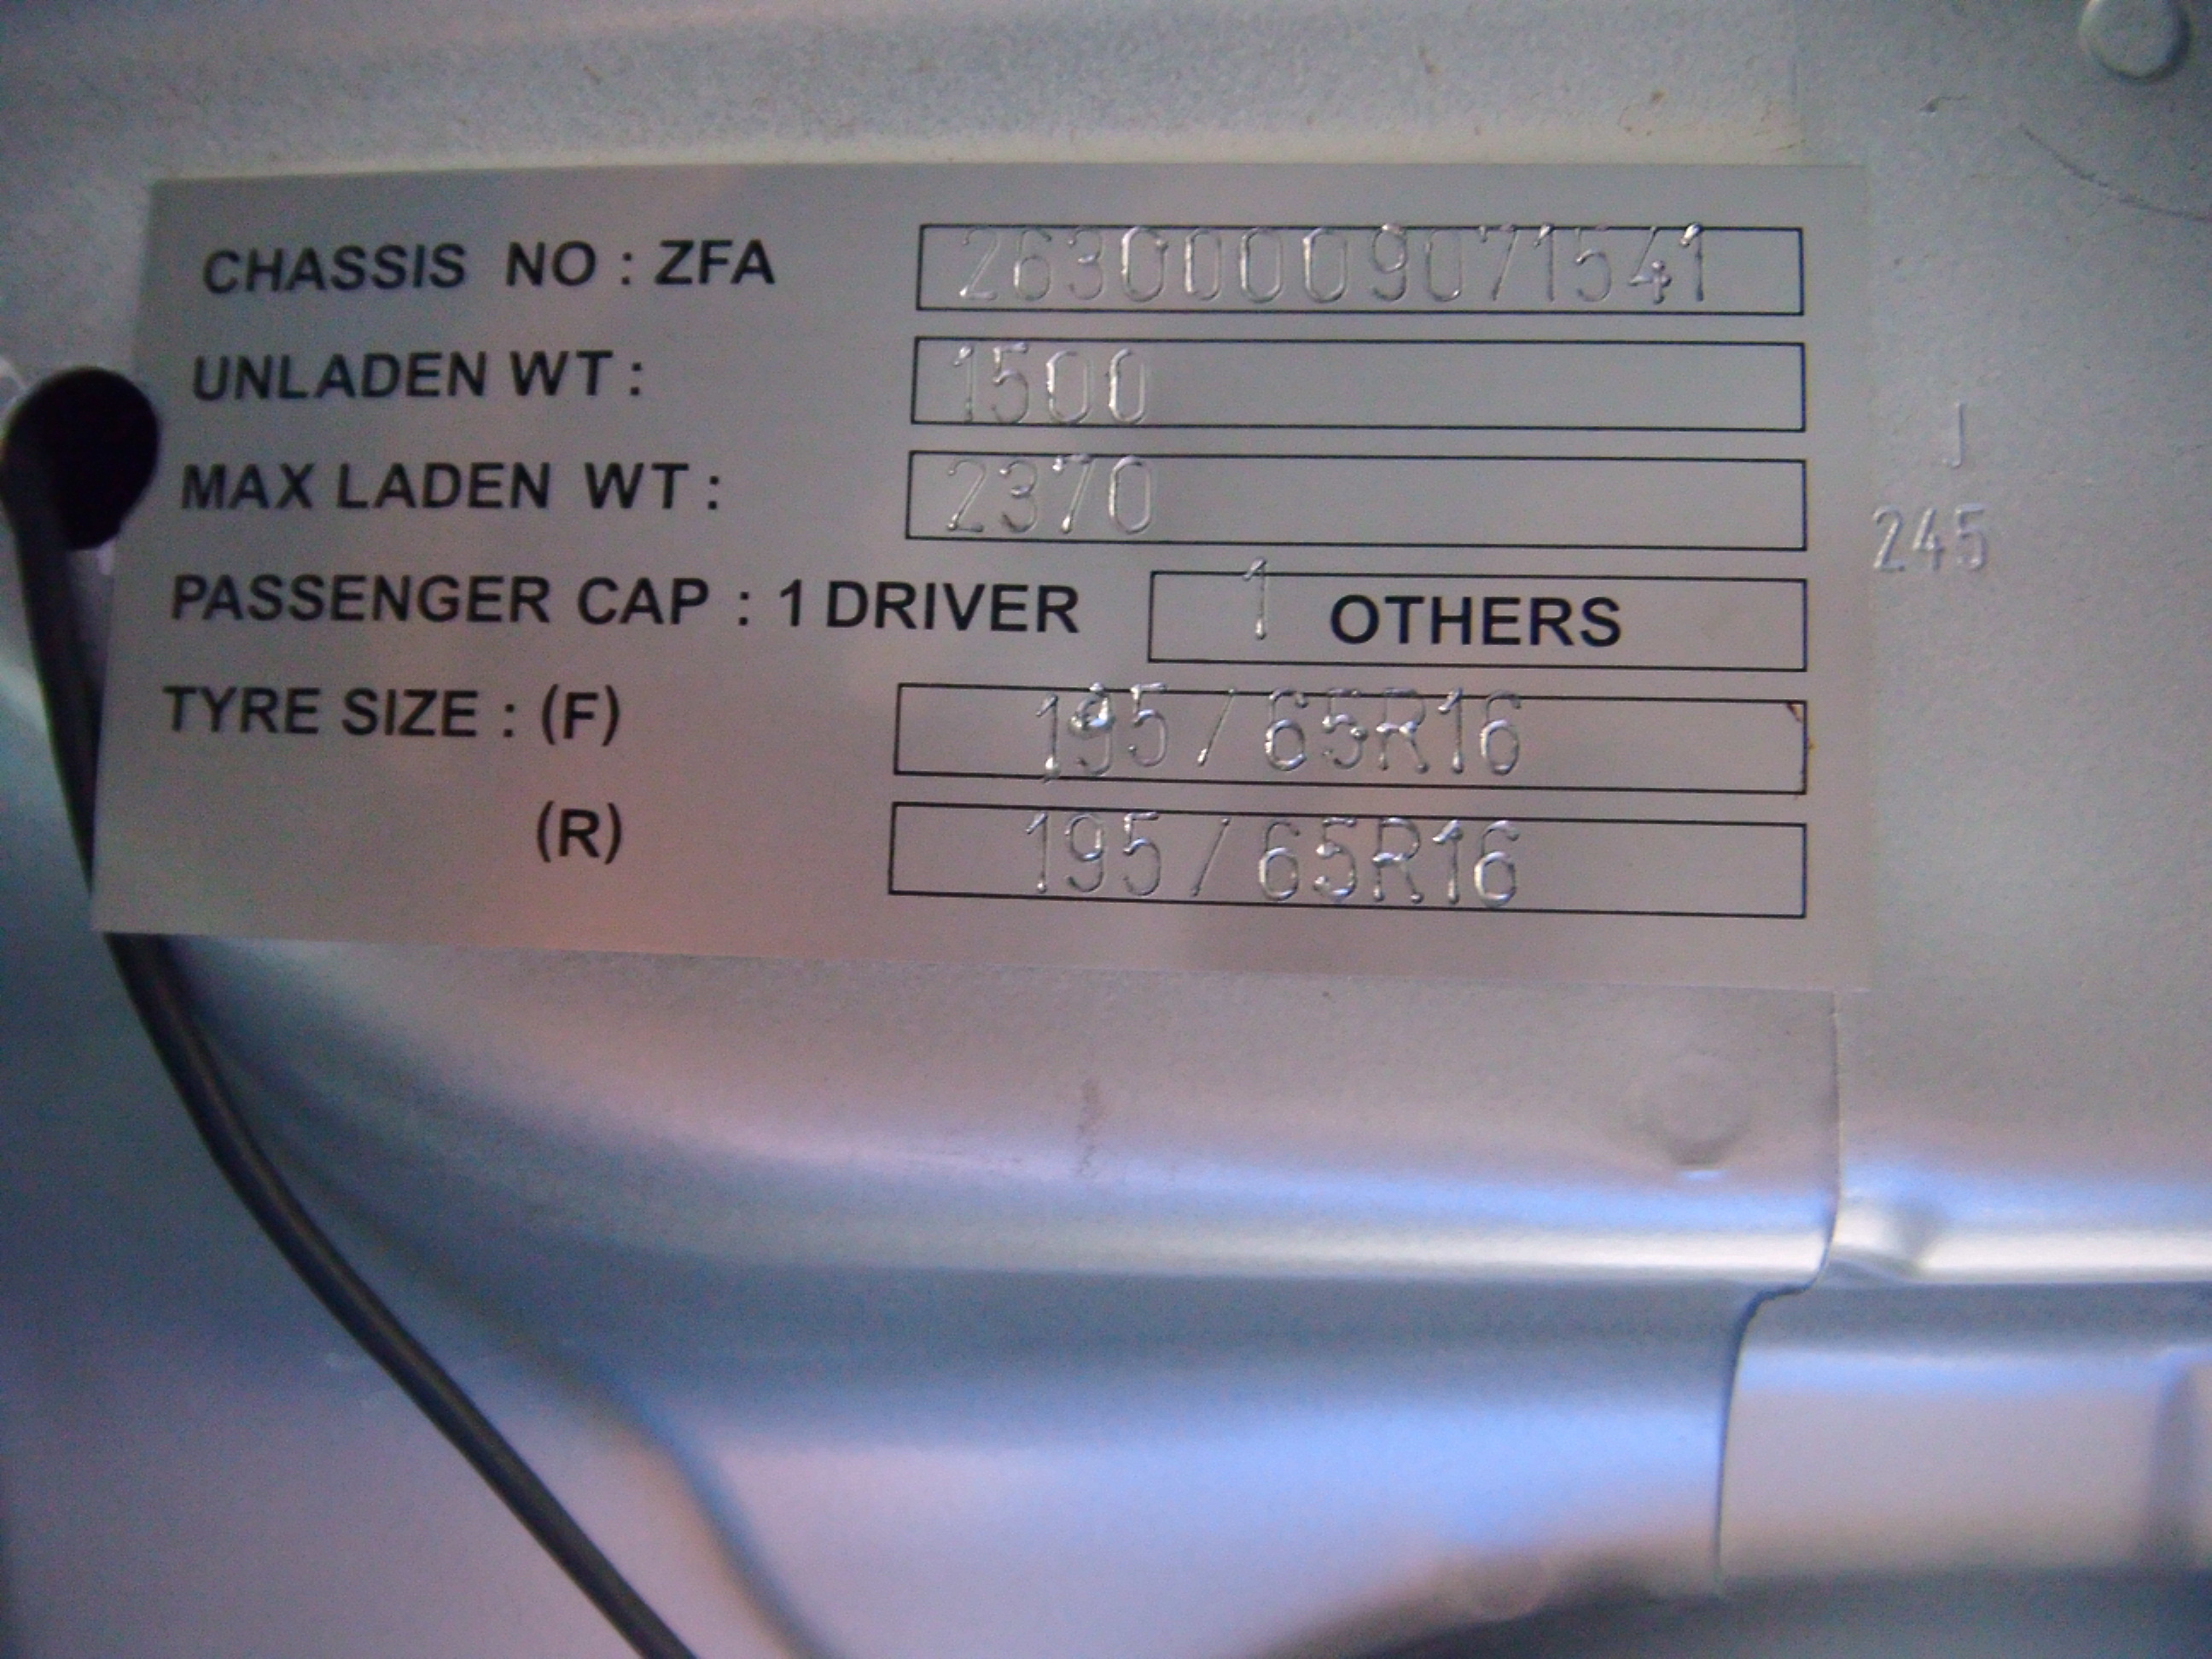 CHASSIS NO : ZFA 26300009071541
UNLADEN WT : 1500
MAX LADEN WT : 2370
PASSENGER CAP : 1 DRIVER 1 OTHERS
TYRE SIZE : (F) 195/65R16
(R) 195/65R16
J
245